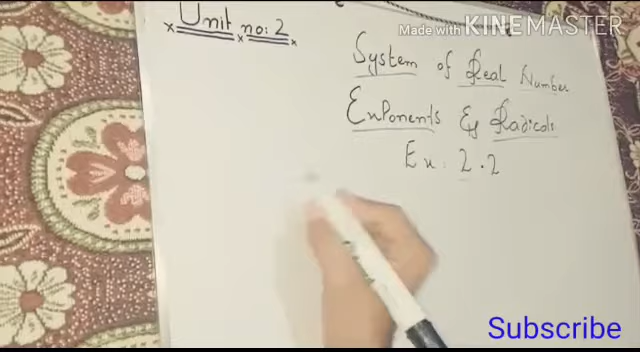 Made with KINEMASTER
Unit no: 2
System of Real Number
Exponents & Radicals
Ex. 2.2
Subscribe